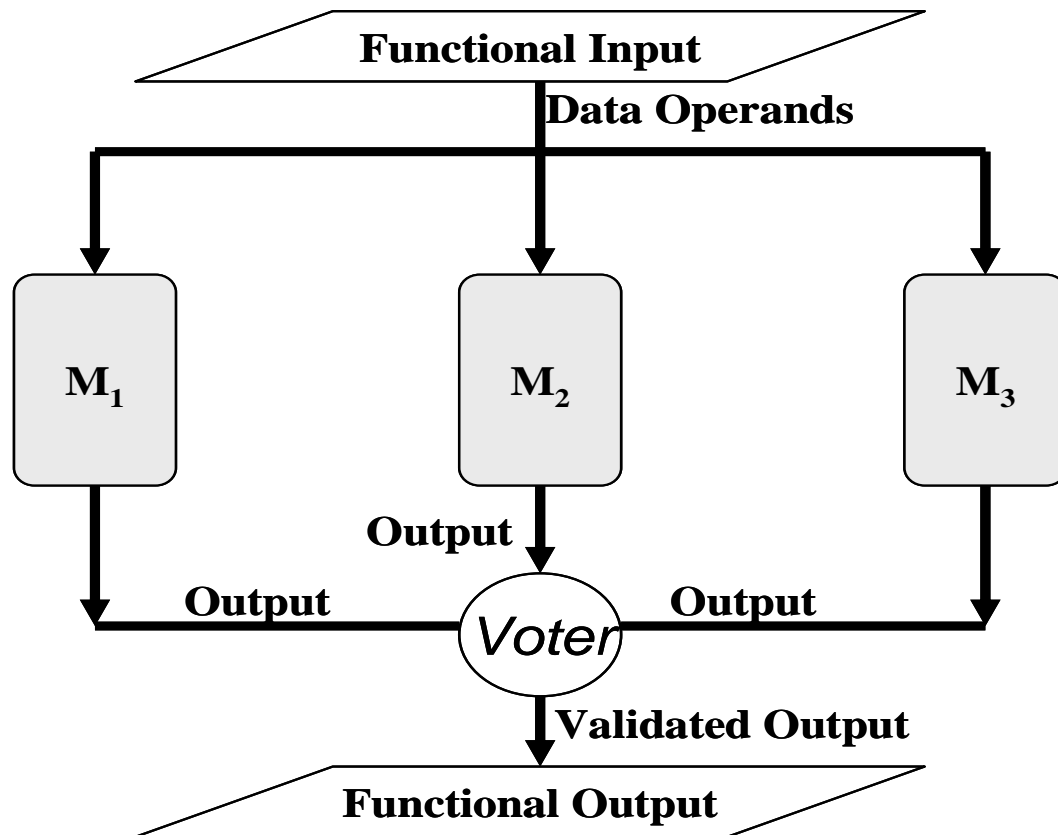 Functional Input
Data Operands
M₁
M₂
M₃
Output
Output
Output
Voter
Validated Output
Functional Output